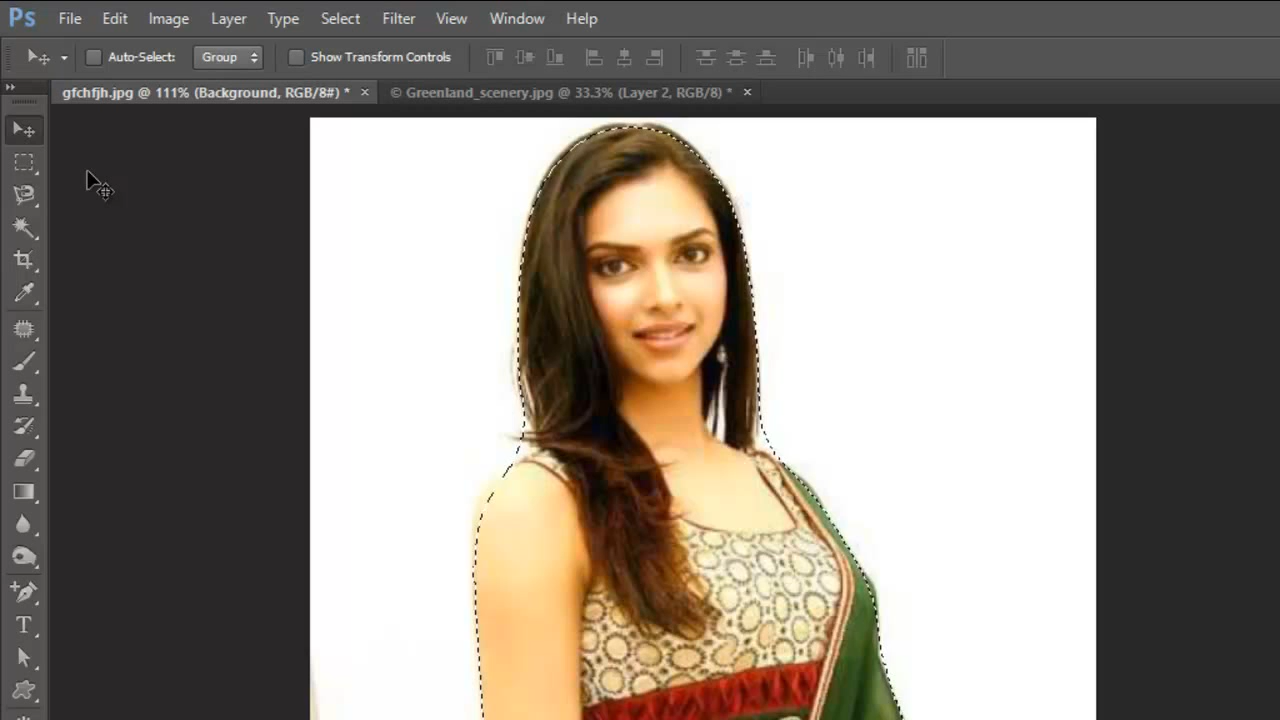 Ps File Edit Image Layer Type Select Filter View Window Help
Auto-Select: Group Show Transform Controls
gfchfjh.jpg @ 111% (Background, RGB/8#) * × © Greenland_scenery.jpg @ 33.3% (Layer 2, RGB/8) * ×
T